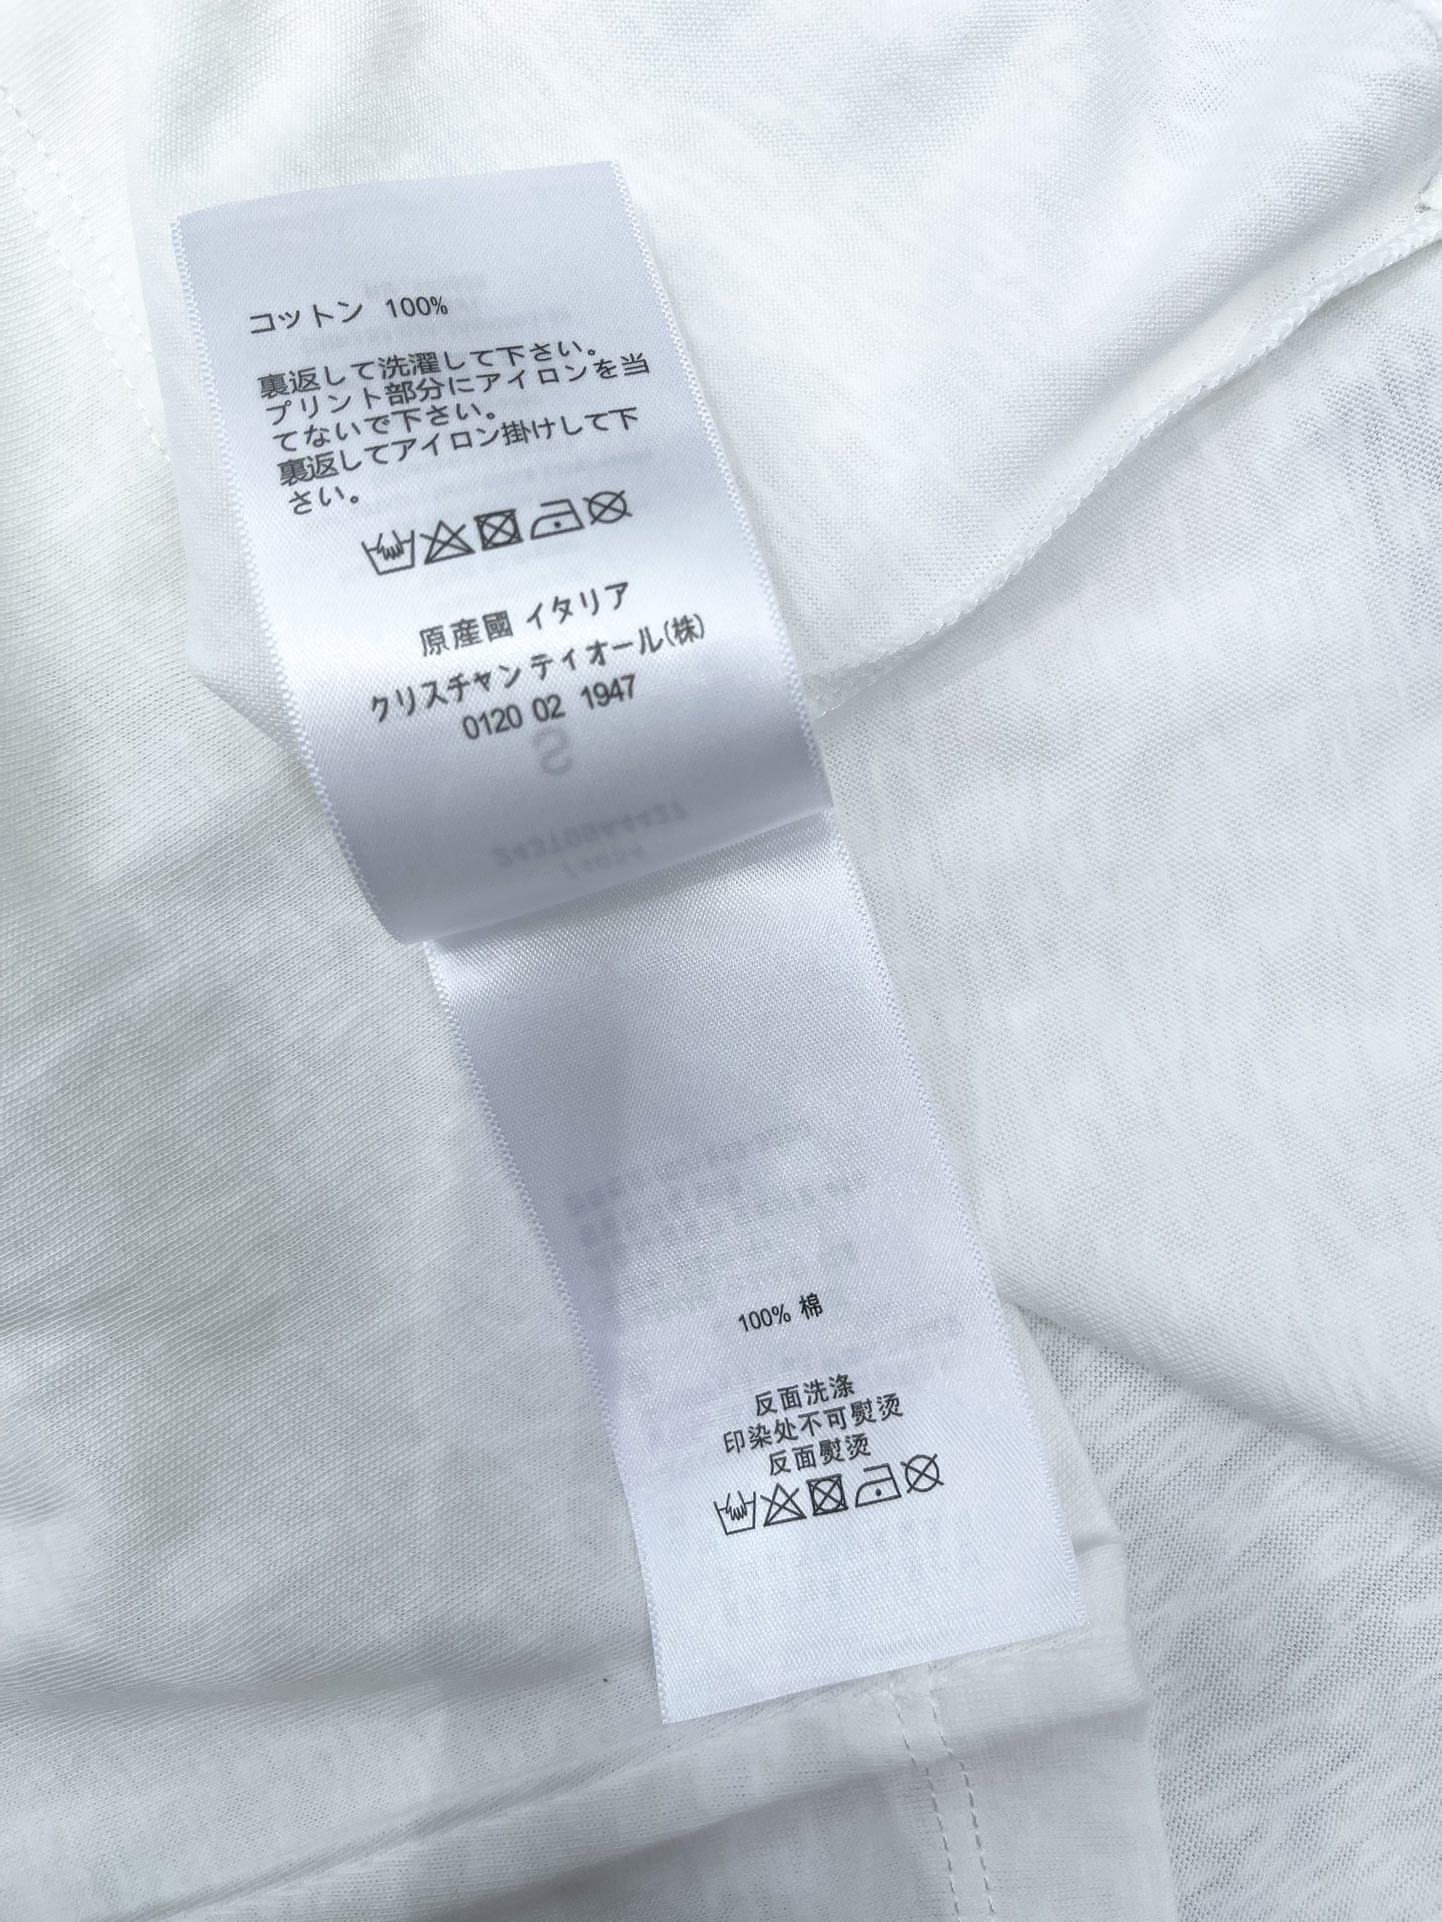 コットン 100%
裏返して洗濯して下さい。
プリント部分にアイロンを当
てないで下さい。
裏返してアイロン掛けして下
さい。
原産國 イタリア
クリスチャンティオール(株)
0120 02 1947
S
243T06A4427
100% 棉
反面洗涤
印染处不可熨烫
反面熨烫